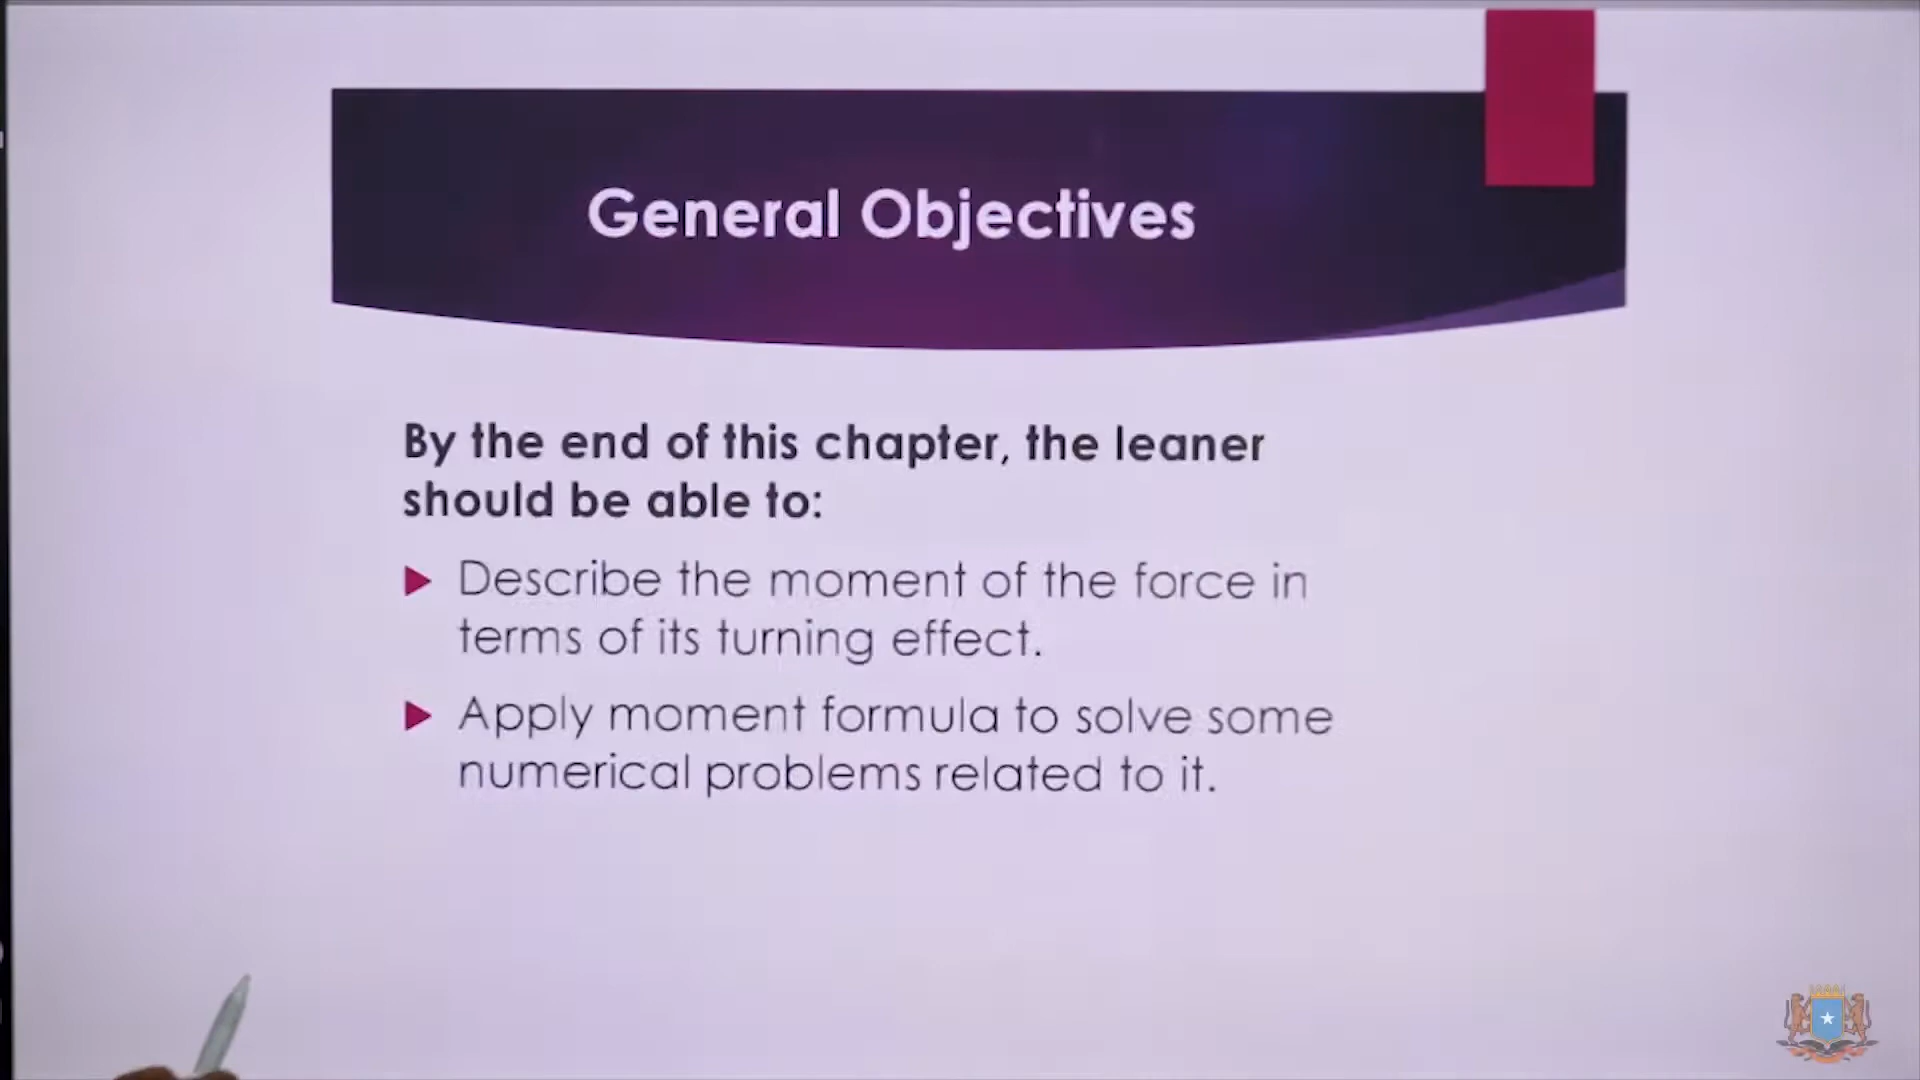 General Objectives
By the end of this chapter, the leaner
should be able to:
Describe the moment of the force in
terms of its turning effect.
Apply moment formula to solve some
numerical problems related to it.